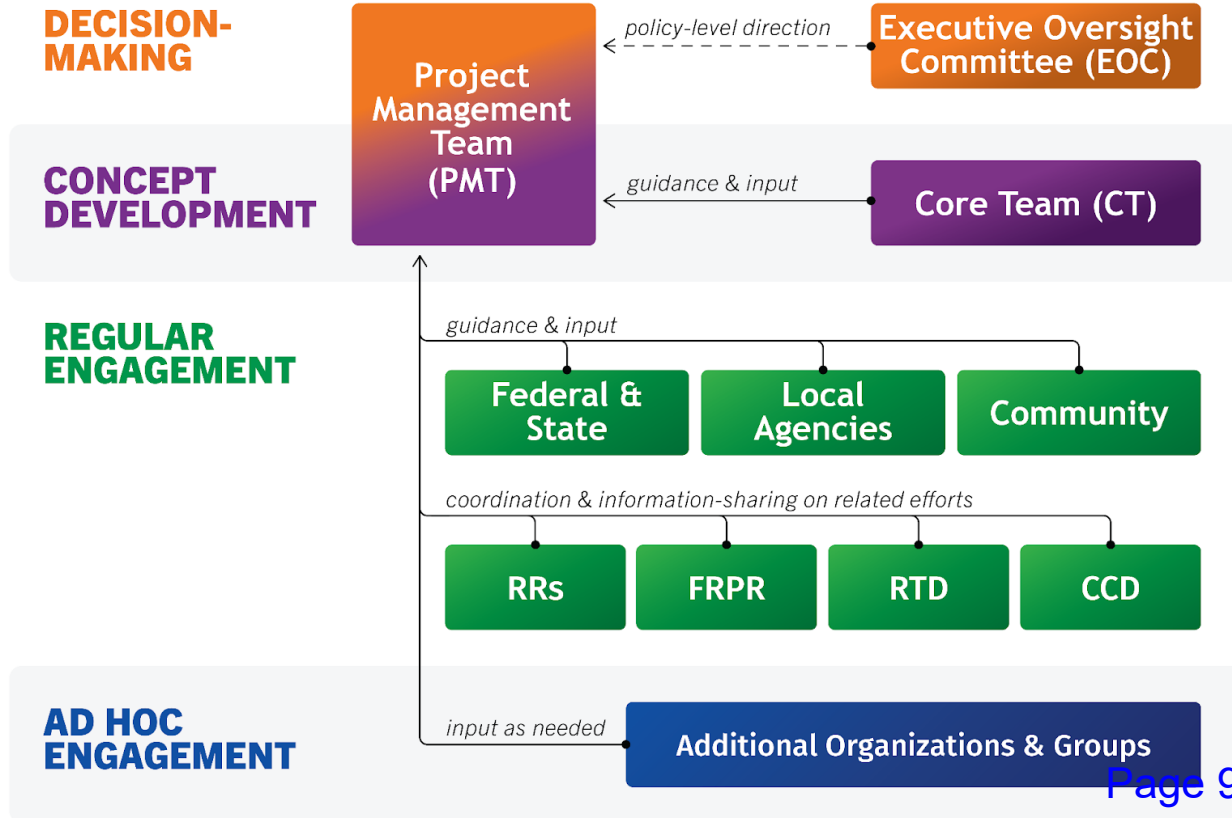 DECISION-
MAKING
Project
Management
Team
(PMT)
policy-level direction
Executive Oversight
Committee (EOC)
CONCEPT
DEVELOPMENT
guidance & input
Core Team (CT)
REGULAR
ENGAGEMENT
guidance & input
Federal &
State
Local
Agencies
Community
coordination & information-sharing on related efforts
RRs
FRPR
RTD
CCD
AD HOC
ENGAGEMENT
input as needed
Additional Organizations & Groups
Page 9